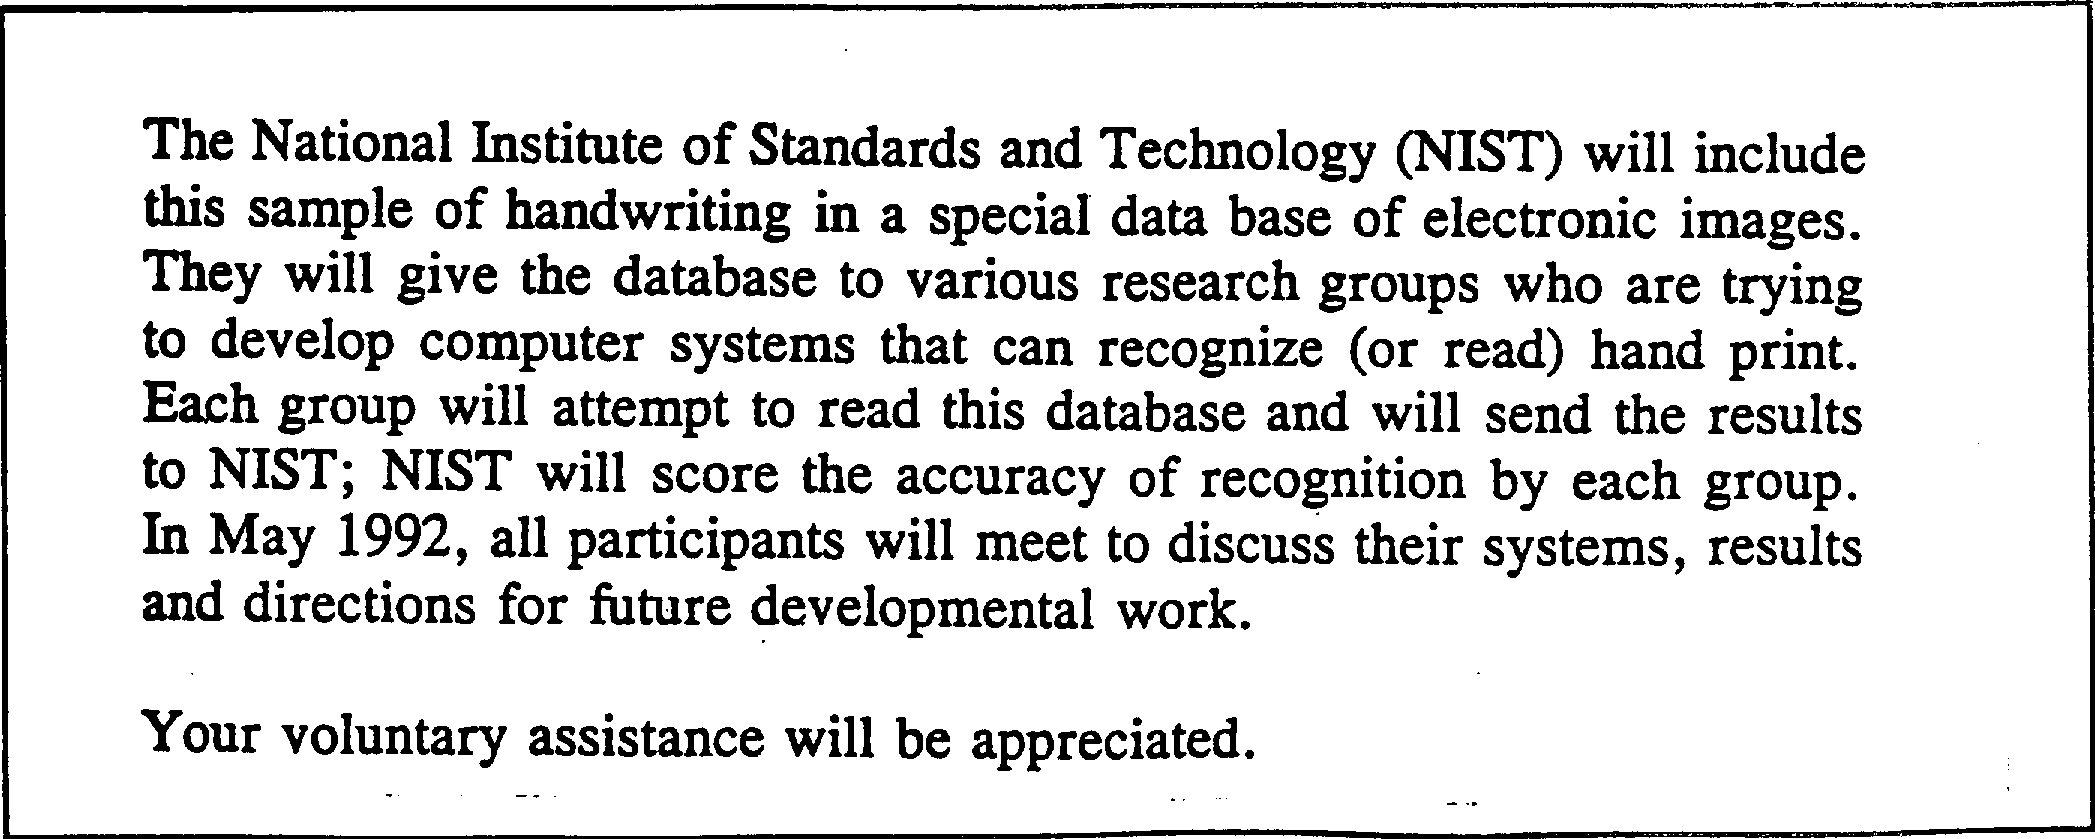 The National Institute of Standards and Technology (NIST) will include
this sample of handwriting in a special data base of electronic images.
They will give the database to various research groups who are trying
to develop computer systems that can recognize (or read) hand print.
Each group will attempt to read this database and will send the results
to NIST; NIST will score the accuracy of recognition by each group.
In May 1992, all participants will meet to discuss their systems, results
and directions for future developmental work.
Your voluntary assistance will be appreciated.